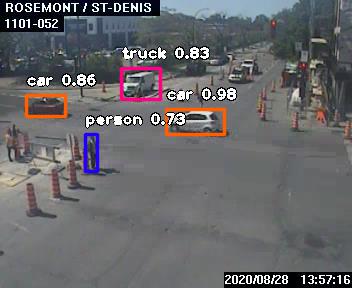 ROSEMONT / ST-DENIS
1101-052
truck 0.83
car 0.86
car 0.98
person 0.73
2020/08/28 13:57:16